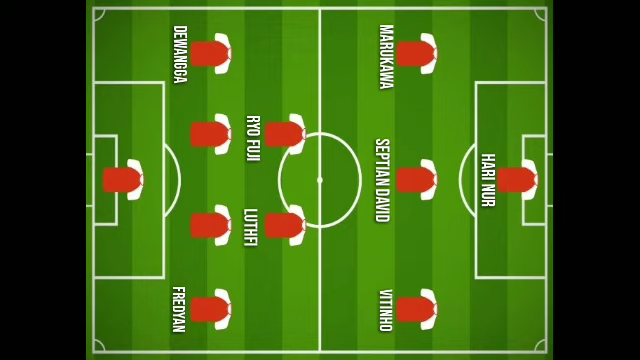 HARI NUR
MARUKAWA
SEPTIAN DAVID
VITINHO
RYO FUJI
LUTHFI
DEWANGGA
FREDYAN